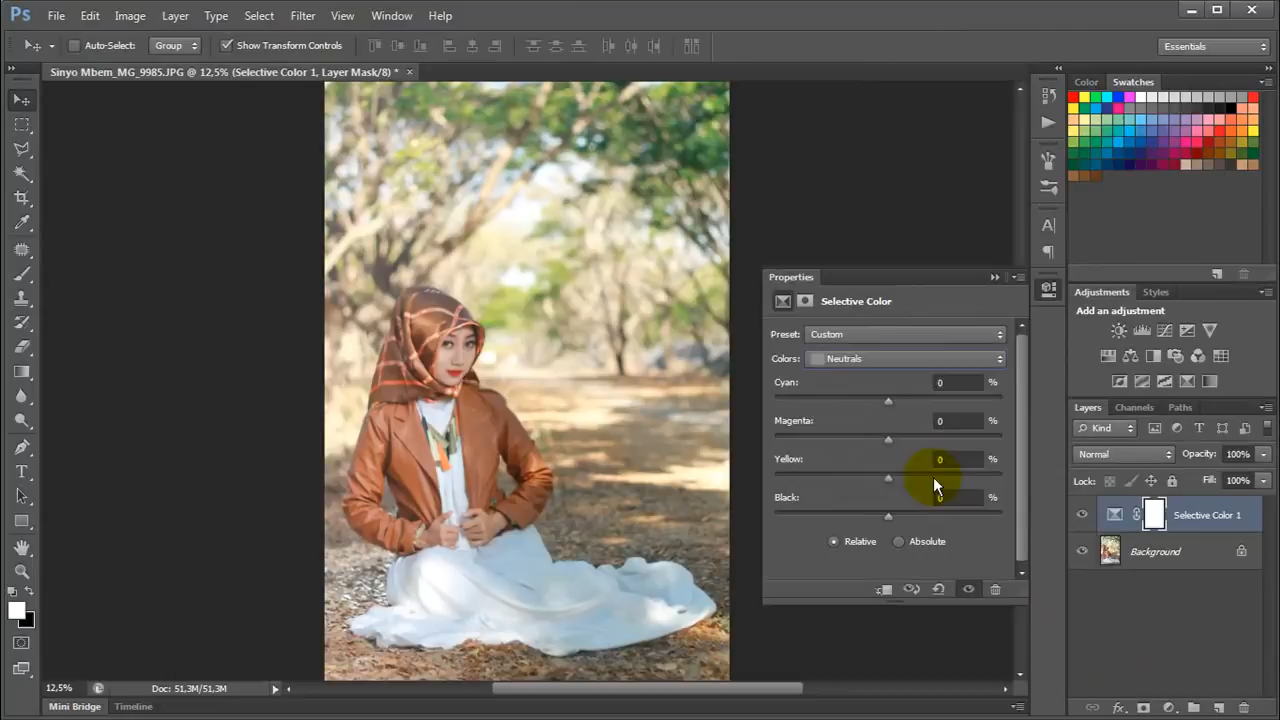 Ps File Edit Image Layer Type Select Filter View Window Help
Auto-Select: Group Show Transform Controls Essentials
Sinyo Mbem_MG_9985.JPG @ 12,5% (Selective Color 1, Layer Mask/8) * ×
Color Swatches
Properties
Selective Color
Preset: Custom
Colors: Neutrals
Cyan: 0 %
Magenta: 0 %
Yellow: 0 %
Black: 0 %
Relative Absolute
Adjustments Styles
Add an adjustment
Layers Channels Paths
Kind
Normal Opacity: 100%
Lock: Fill: 100%
Selective Color 1
Background
12,5% Doc: 51,3M/51,3M
Mini Bridge Timeline